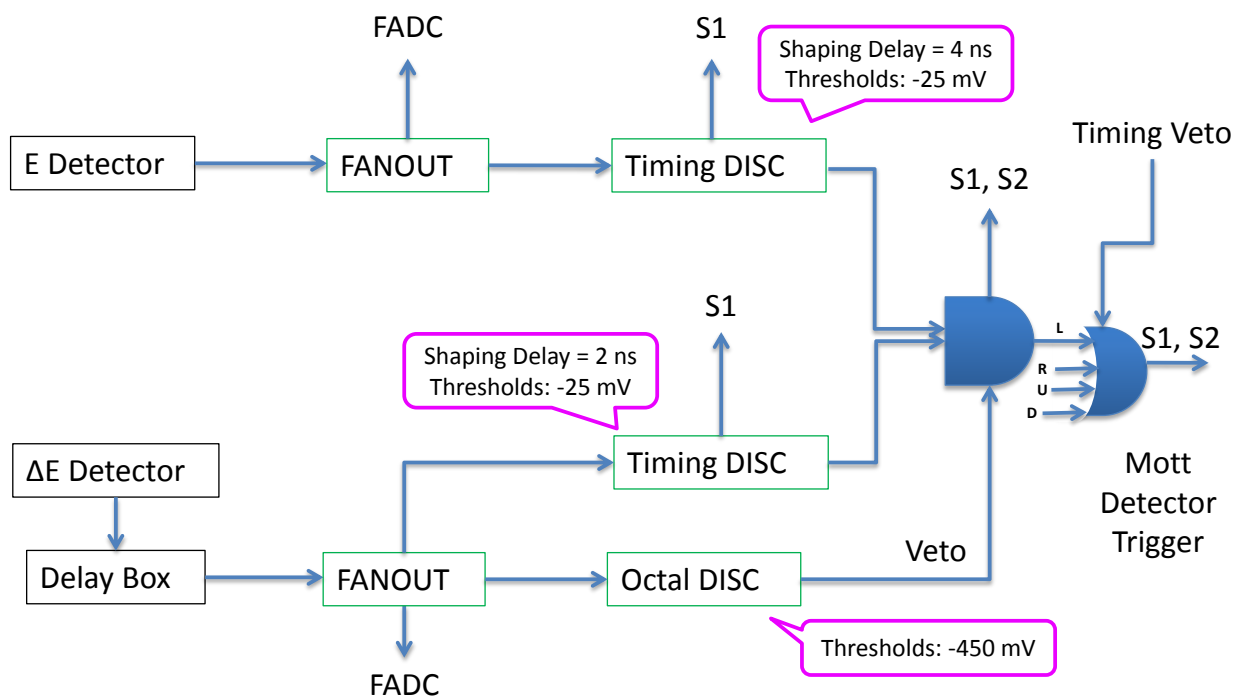 FADC
S1
Shaping Delay = 4 ns
Thresholds: -25 mV
Timing Veto
E Detector
FANOUT
Timing DISC
S1, S2
S1
L
S1, S2
Shaping Delay = 2 ns
Thresholds: -25 mV
R
U
D
ΔE Detector
Timing DISC
Mott
Detector
Trigger
Delay Box
FANOUT
Octal DISC
Veto
Thresholds: -450 mV
FADC